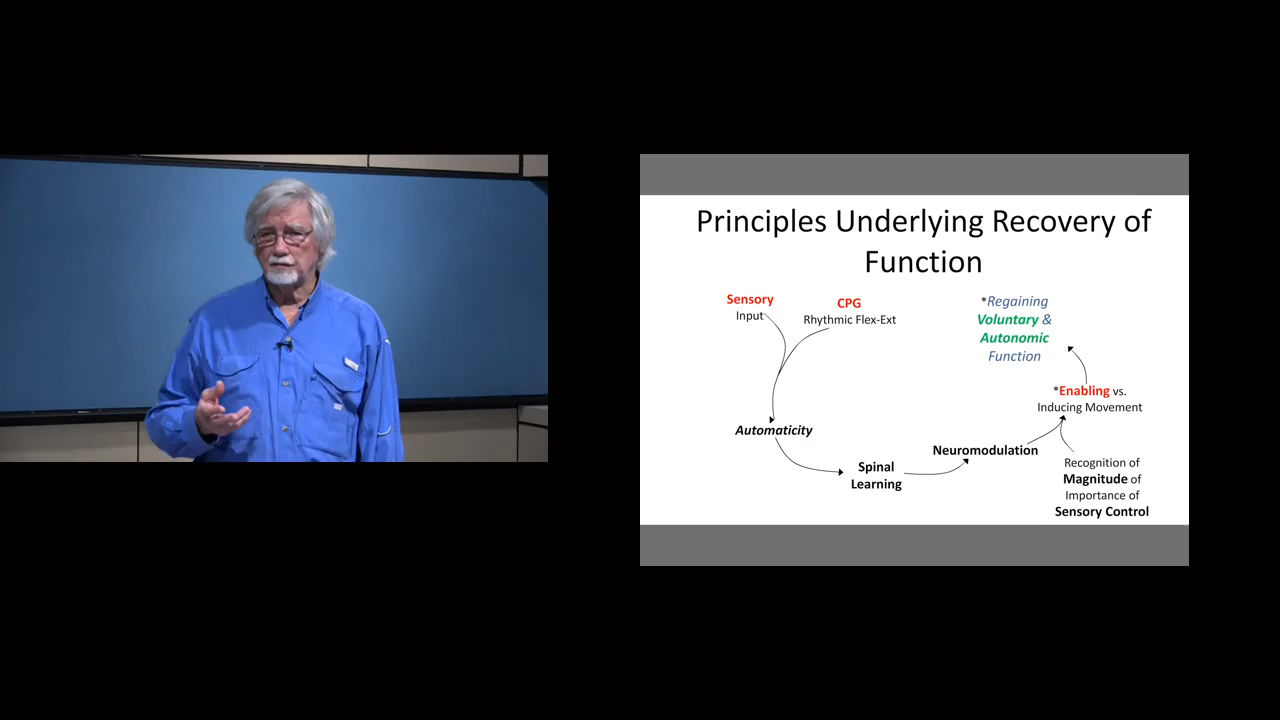 Principles Underlying Recovery of
Function
Sensory
Input
CPG
Rhythmic Flex-Ext
*Regaining
Voluntary &
Autonomic
Function
*Enabling vs.
Inducing Movement
Automaticity
Neuromodulation
Spinal
Learning
Recognition of
Magnitude of
Importance of
Sensory Control